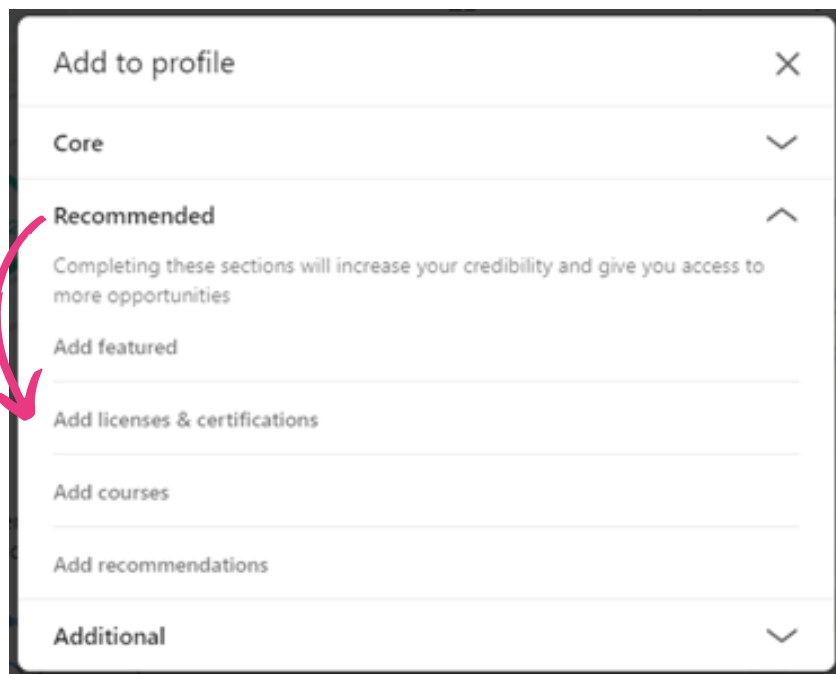 Add to profile
Core
Recommended
Completing these sections will increase your credibility and give you access to
more opportunities
Add featured
Add licenses & certifications
Add courses
Add recommendations
Additional